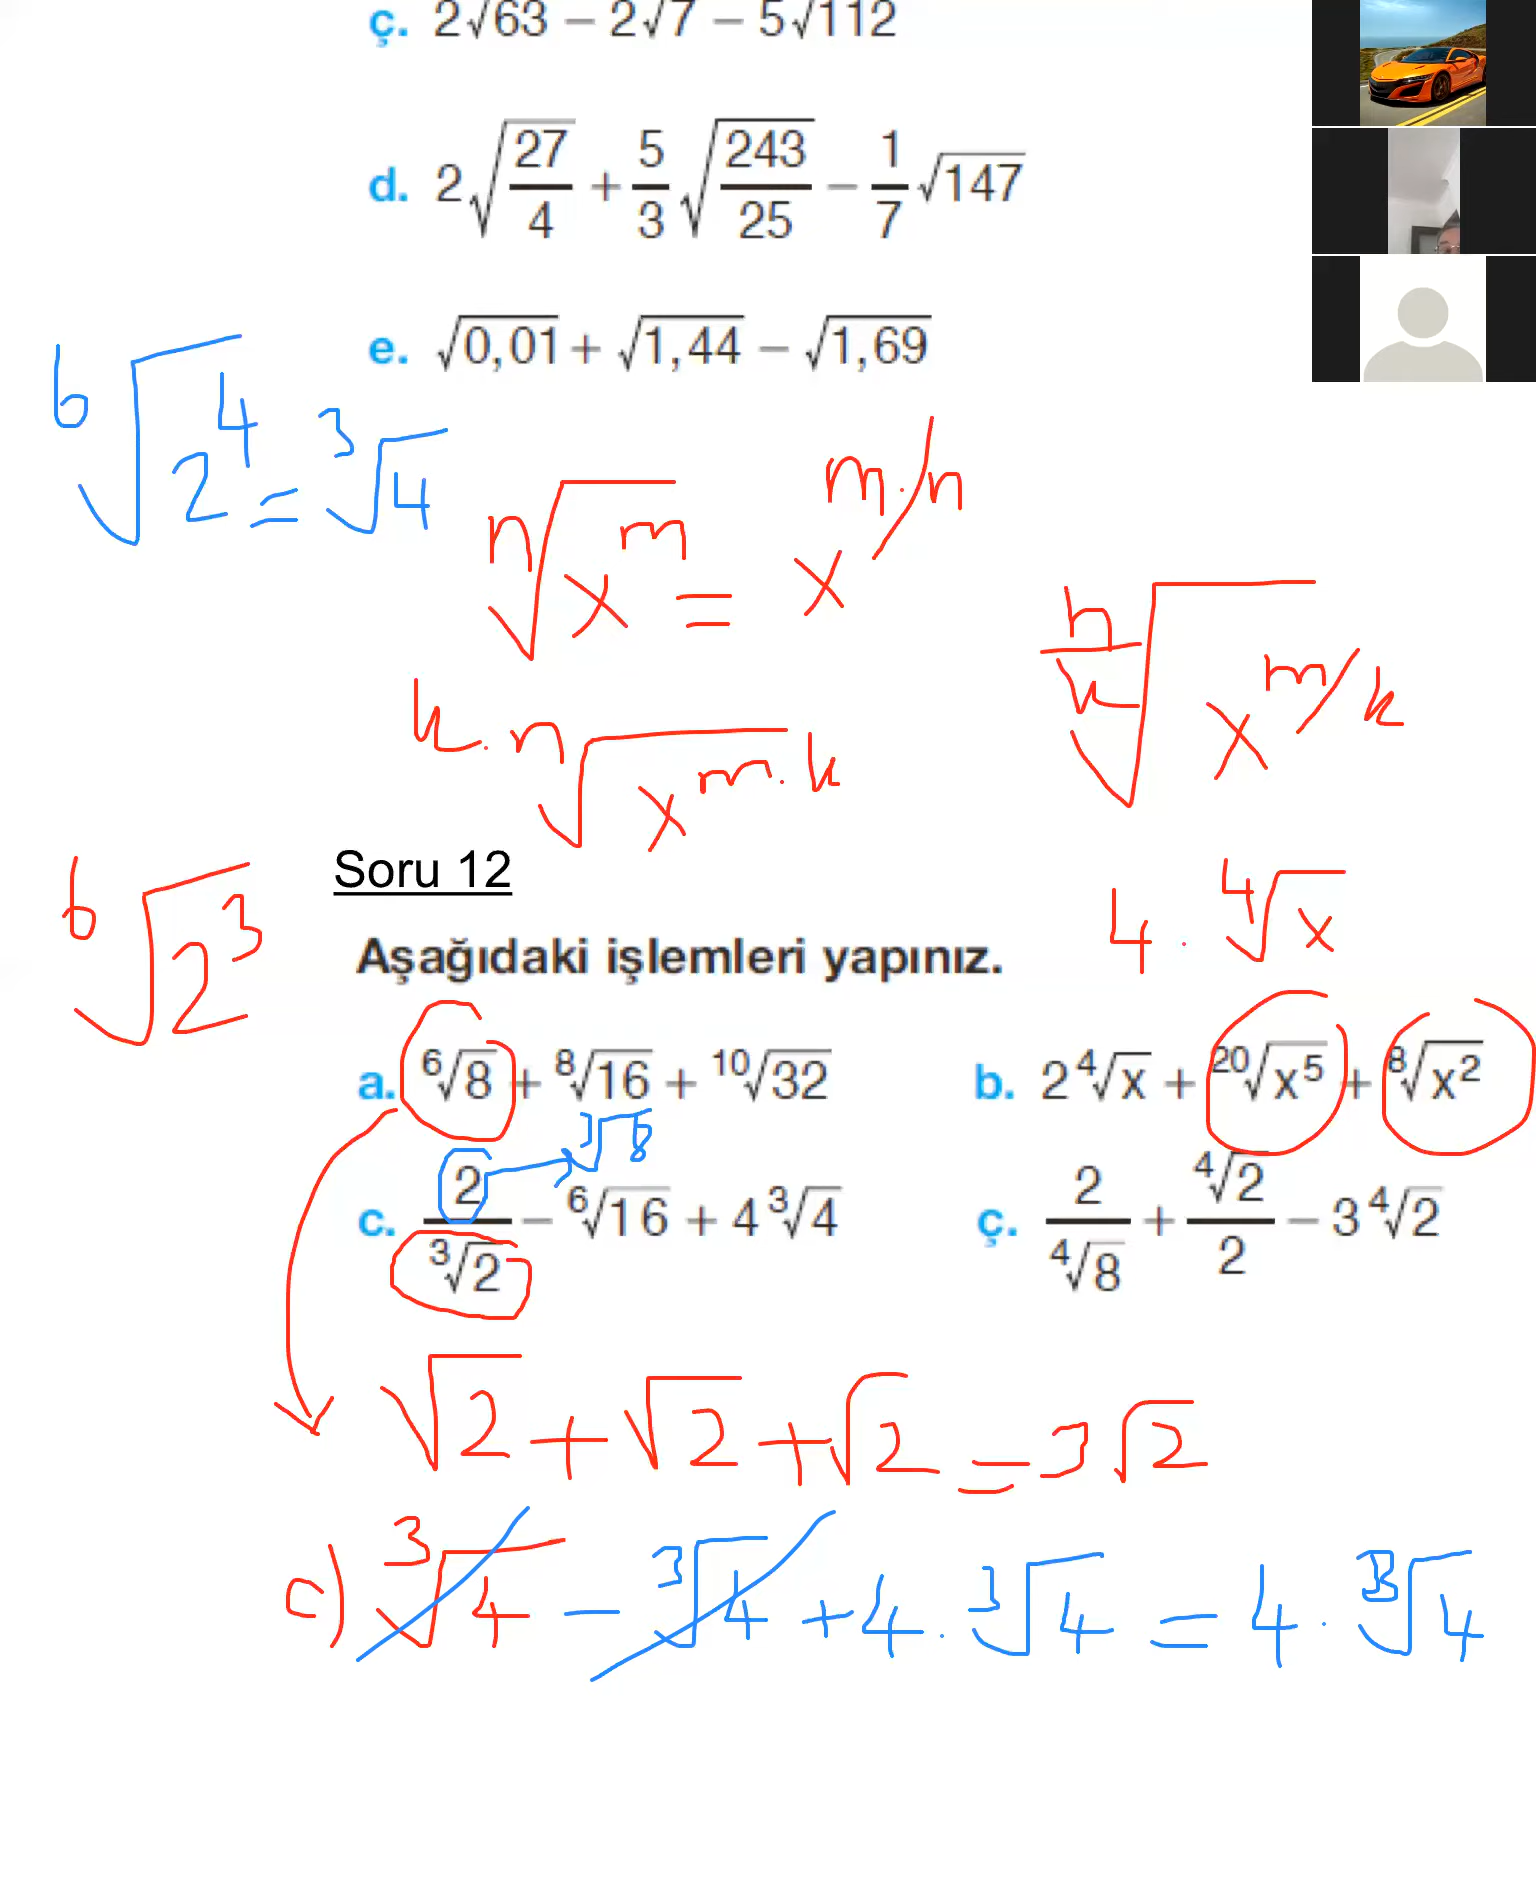 ç. 2√63 − 2√7 − 5√112
d. 2√(27/4) + 5/3 √(243/25) − 1/7 √147
e. √0,01 + √1,44 − √1,69
⁶√2⁴ = ³√4
ⁿ√xᵐ = x^(m/n)
k.n√x^(m.k)
n/k√x^(m/k)
⁶√2³
Soru 12
4 . ⁴√x
Aşağıdaki işlemleri yapınız.
a. ⁶√8 + ⁸√16 + ¹⁰√32
b. 2⁴√x + ²⁰√x⁵ + ⁸√x²
³√8
c. 2/³√2 − ⁶√16 + 4³√4
ç. 2/⁴√8 + ⁴√2/2 − 3⁴√2
√2 + √2 + √2 = 3√2
c) ³√4 − ³√4 + 4 . ³√4 = 4 . ³√4